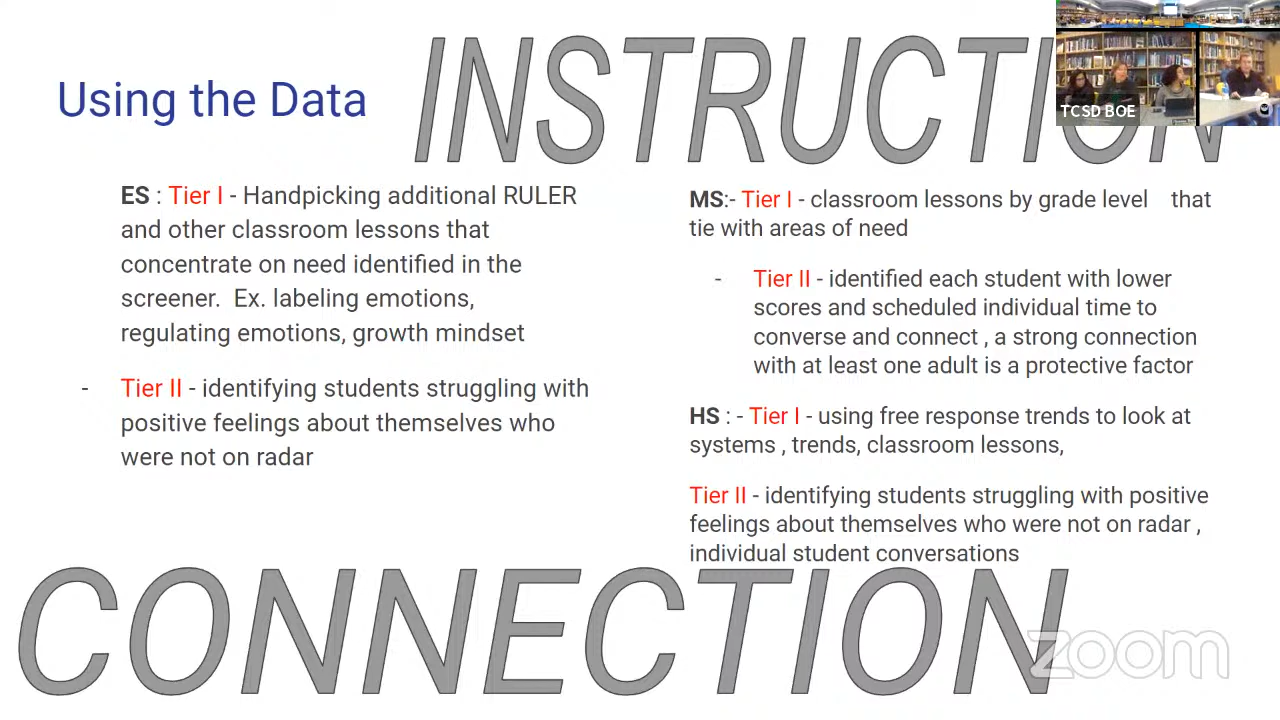 INSTRUCTION
Using the Data
TCSD BOE
ES : Tier I - Handpicking additional RULER
and other classroom lessons that
concentrate on need identified in the
screener. Ex. labeling emotions,
regulating emotions, growth mindset
- Tier II - identifying students struggling with
positive feelings about themselves who
were not on radar
MS:- Tier I - classroom lessons by grade level that
tie with areas of need
- Tier II - identified each student with lower
scores and scheduled individual time to
converse and connect , a strong connection
with at least one adult is a protective factor
HS : - Tier I - using free response trends to look at
systems , trends, classroom lessons,
Tier II - identifying students struggling with positive
feelings about themselves who were not on radar ,
individual student conversations
CONNECTION
zoom